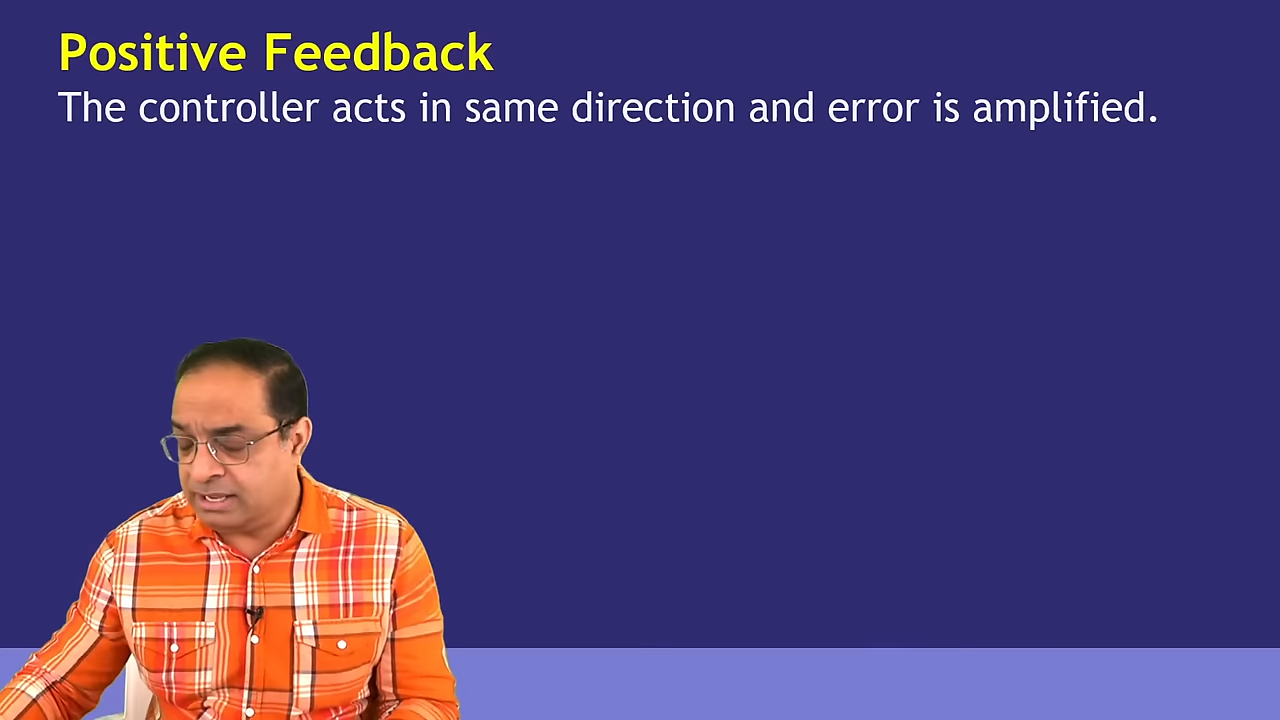 Positive Feedback
The controller acts in same direction and error is amplified.